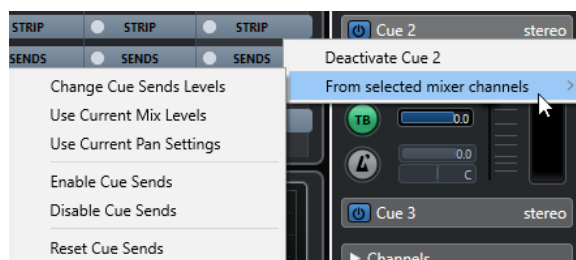 STRIP STRIP STRIP
SENDS SENDS SENDS
Cue 2 stereo
Deactivate Cue 2
From selected mixer channels
Change Cue Sends Levels
Use Current Mix Levels
Use Current Pan Settings
Enable Cue Sends
Disable Cue Sends
Reset Cue Sends
TB 0.0
0.0
C
Cue 3 stereo
Channels